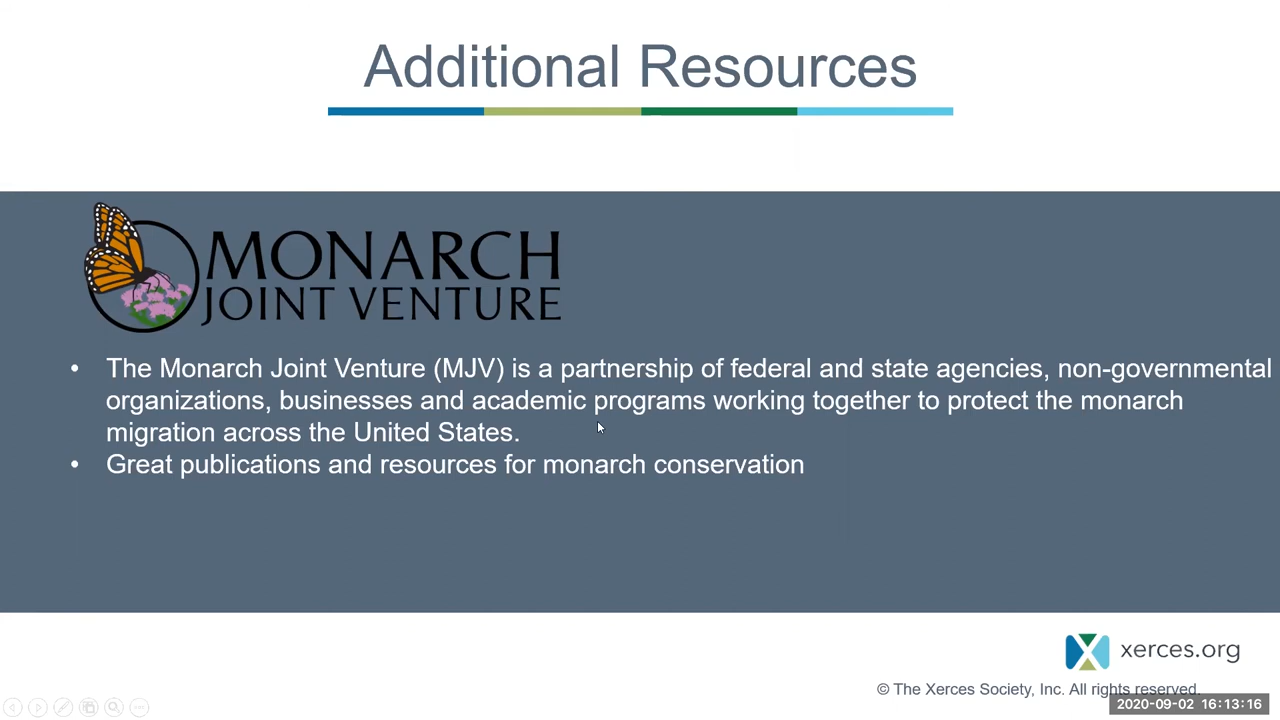 Additional Resources
MONARCH
JOINT VENTURE
• The Monarch Joint Venture (MJV) is a partnership of federal and state agencies, non-governmental
organizations, businesses and academic programs working together to protect the monarch
migration across the United States.
• Great publications and resources for monarch conservation
xerces.org
© The Xerces Society, Inc. All rights reserved.
2020-09-02 16:13:16